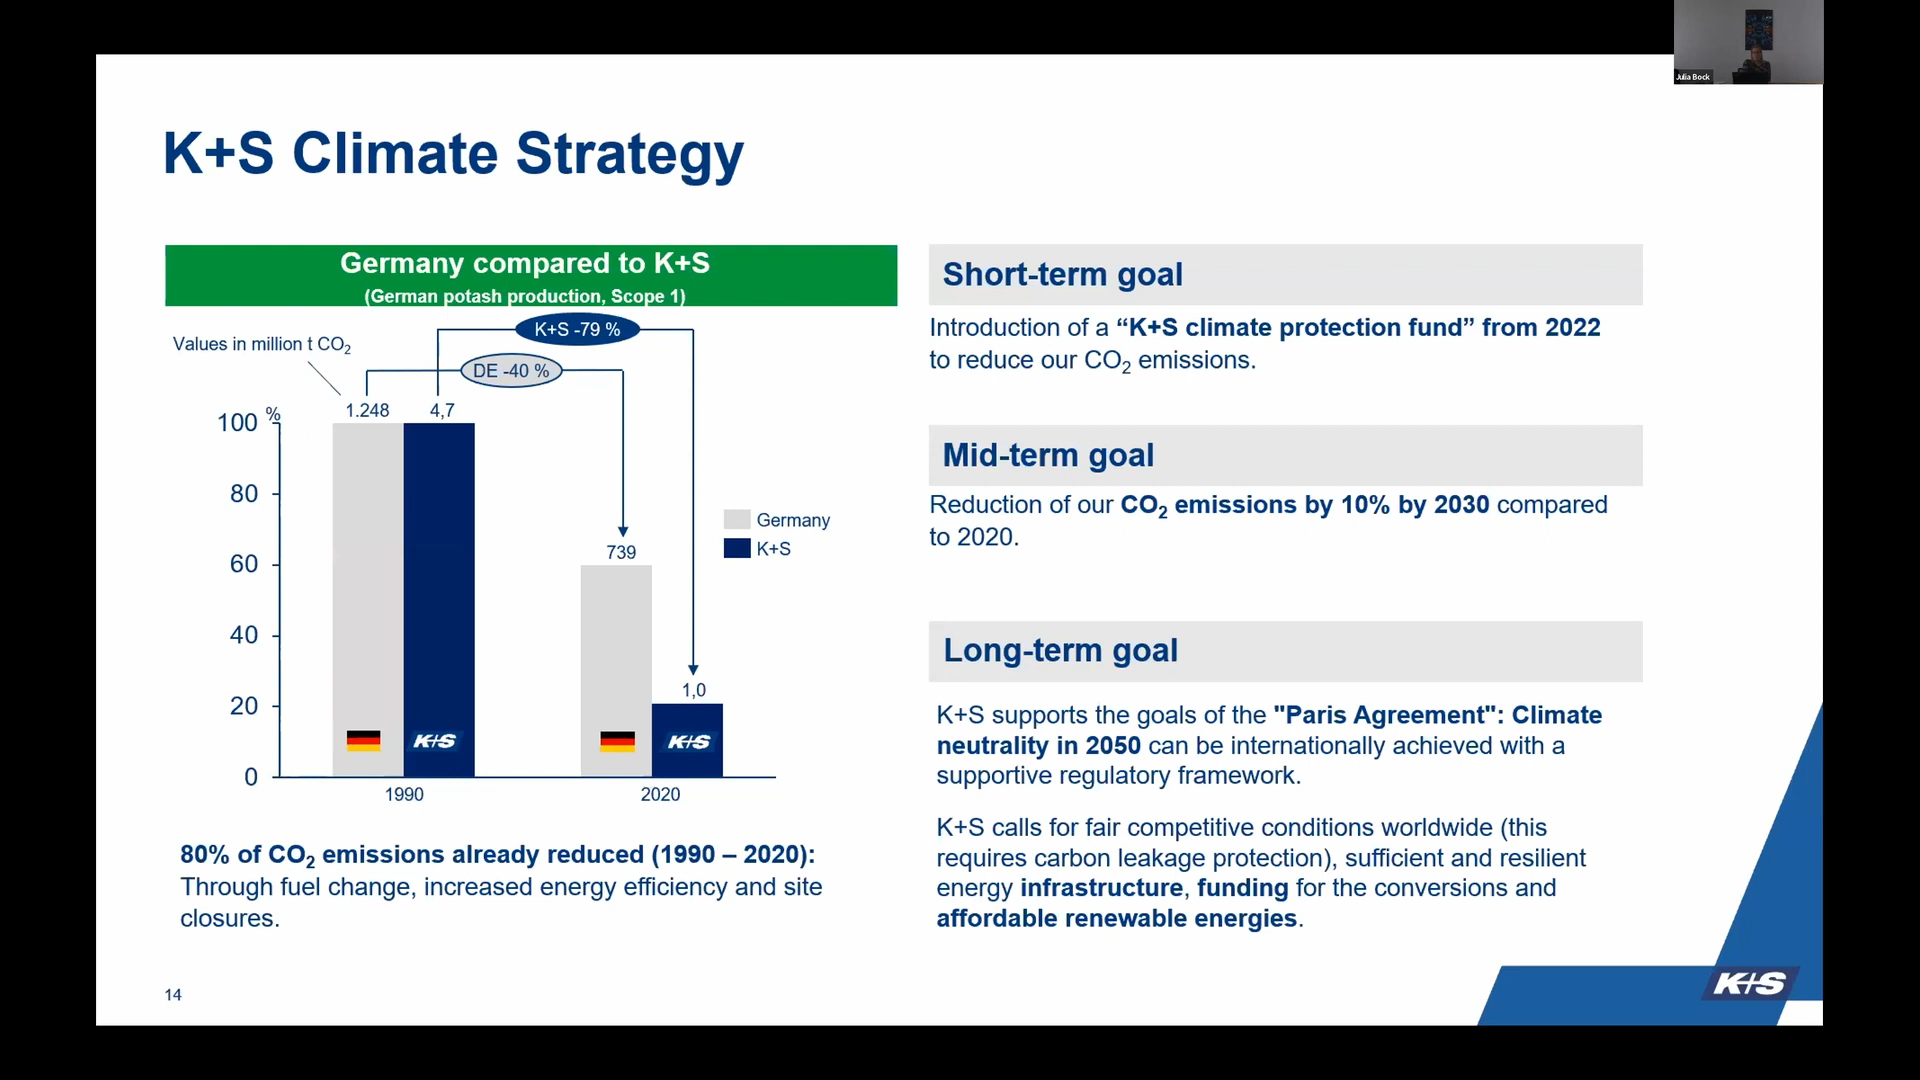 Julia Bock
K+S Climate Strategy
Germany compared to K+S
(German potash production, Scope 1)
Values in million t CO₂
K+S -79 %
DE -40 %
1.248
4,7
100 %
80
60
40
20
0
739
1,0
Germany
K+S
K+S
K+S
1990
2020
80% of CO₂ emissions already reduced (1990 – 2020):
Through fuel change, increased energy efficiency and site
closures.
Short-term goal
Introduction of a “K+S climate protection fund” from 2022
to reduce our CO₂ emissions.
Mid-term goal
Reduction of our CO₂ emissions by 10% by 2030 compared
to 2020.
Long-term goal
K+S supports the goals of the "Paris Agreement": Climate
neutrality in 2050 can be internationally achieved with a
supportive regulatory framework.
K+S calls for fair competitive conditions worldwide (this
requires carbon leakage protection), sufficient and resilient
energy infrastructure, funding for the conversions and
affordable renewable energies.
14
K+S